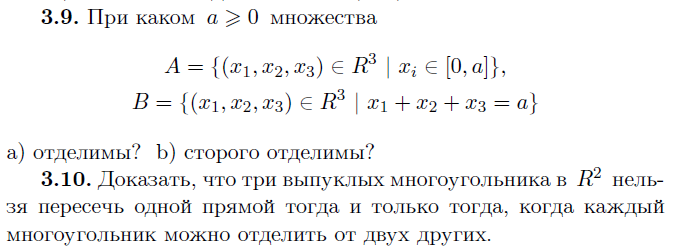 3.9. При каком a ⩾ 0 множества
A = {(x₁, x₂, x₃) ∈ R³ | xᵢ ∈ [0, a]},
B = {(x₁, x₂, x₃) ∈ R³ | x₁ + x₂ + x₃ = a}
a) отделимы? b) сторого отделимы?
3.10. Доказать, что три выпуклых многоугольника в R² нель-
зя пересечь одной прямой тогда и только тогда, когда каждый
многоугольник можно отделить от двух других.